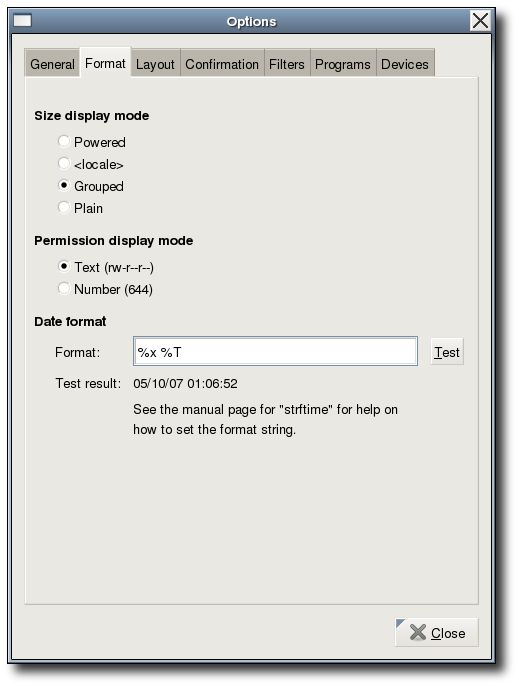 Options
General Format Layout Confirmation Filters Programs Devices
Size display mode
Powered
<locale>
Grouped
Plain
Permission display mode
Text (rw-r--r--)
Number (644)
Date format
Format: %x %T Test
Test result: 05/10/07 01:06:52
See the manual page for "strftime" for help on
how to set the format string.
Close